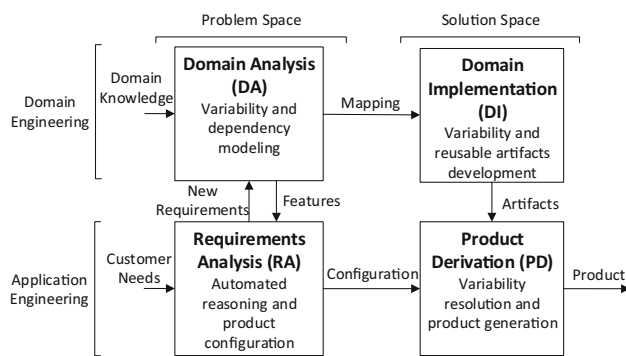 Problem Space
Solution Space
Domain
Engineering
Domain
Knowledge
Domain Analysis
(DA)
Variability and
dependency
modeling
Mapping
Domain
Implementation
(DI)
Variability and
reusable artifacts
development
New
Requirements
Features
Artifacts
Application
Engineering
Customer
Needs
Requirements
Analysis (RA)
Automated
reasoning and
product
configuration
Configuration
Product
Derivation (PD)
Variability
resolution and
product generation
Product